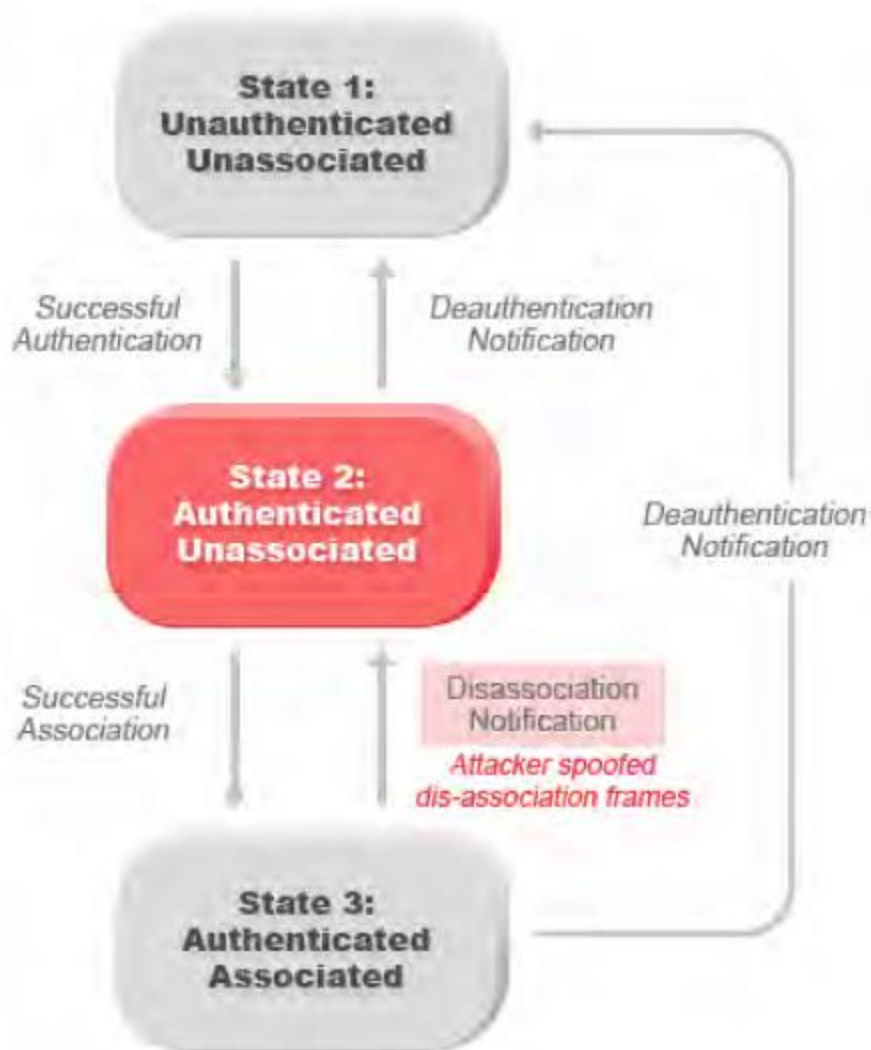 State 1:
Unauthenticated
Unassociated
Successful
Authentication
Deauthentication
Notification
State 2:
Authenticated
Unassociated
Deauthentication
Notification
Successful
Association
Disassociation
Notification
Attacker spoofed
dis-association frames
State 3:
Authenticated
Associated